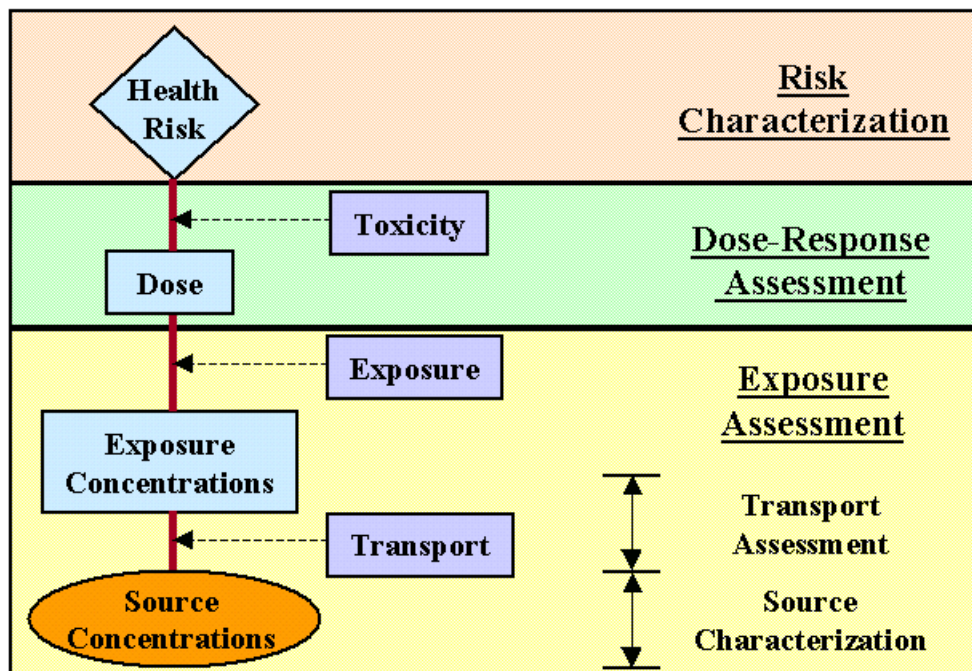 Health
Risk
Risk
Characterization
Toxicity
Dose
Dose-Response
Assessment
Exposure
Exposure
Assessment
Exposure
Concentrations
Transport
Transport
Assessment
Source
Concentrations
Source
Characterization